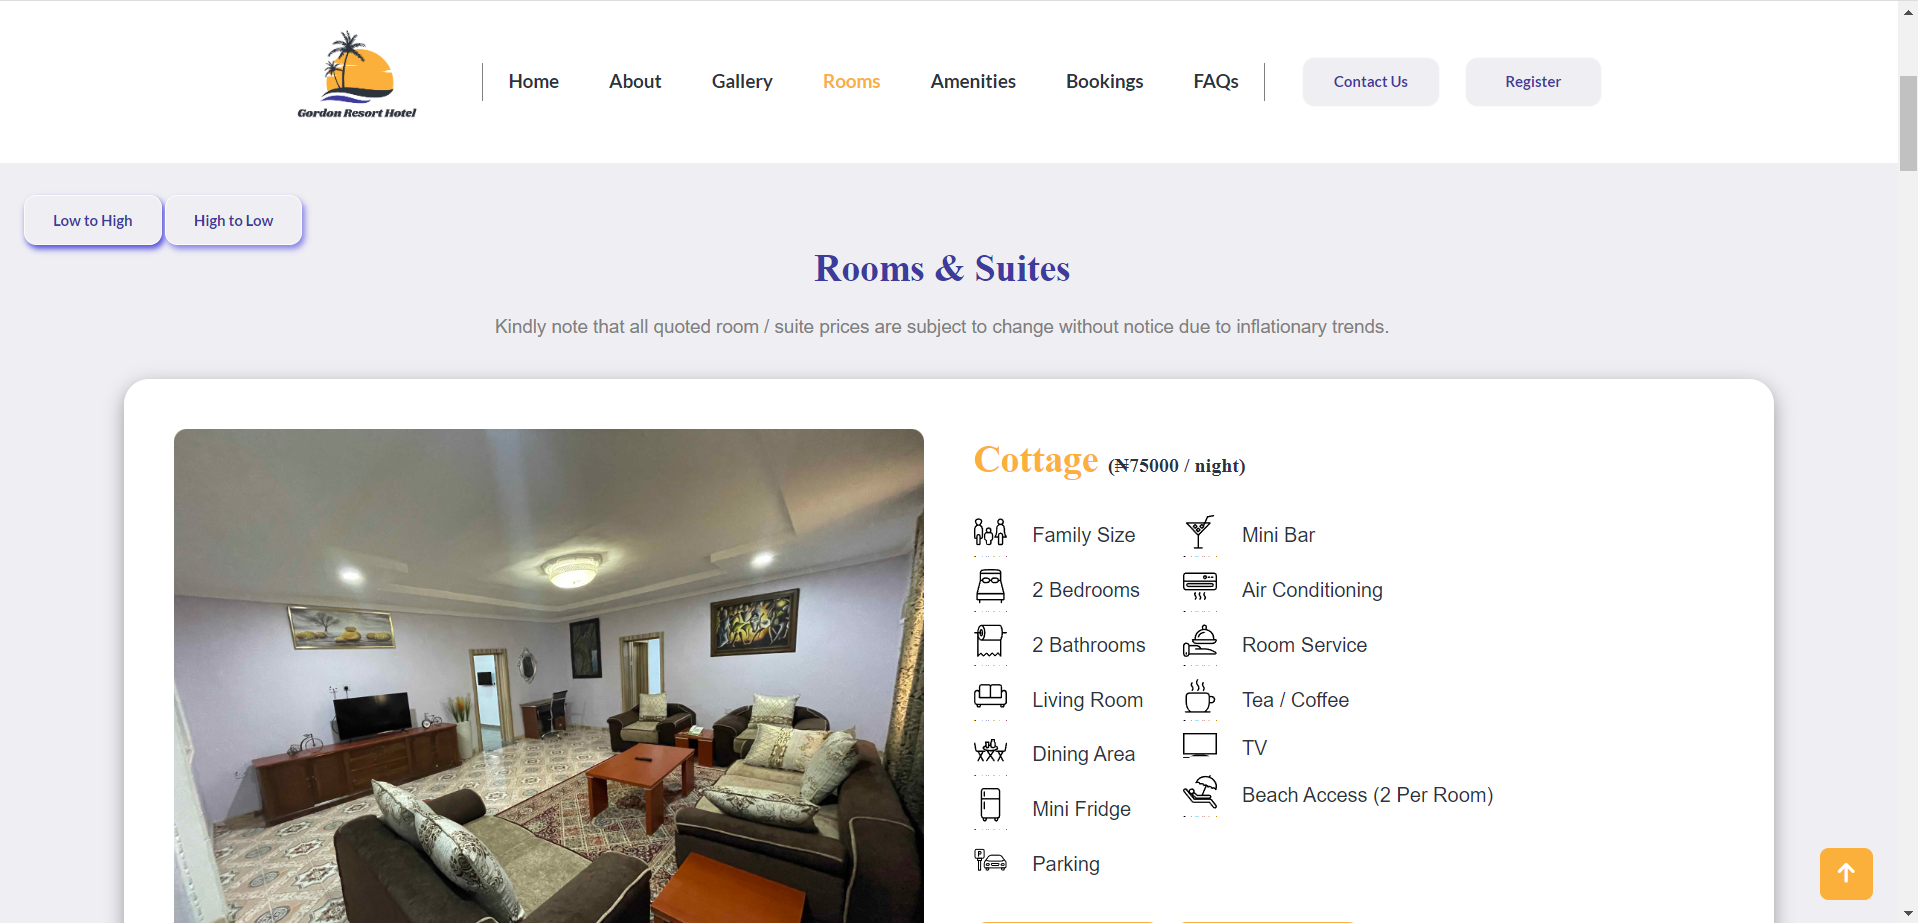 Gordon Resort Hotel
Home
About
Gallery
Rooms
Amenities
Bookings
FAQs
Contact Us
Register
Low to High
High to Low
Rooms & Suites
Kindly note that all quoted room / suite prices are subject to change without notice due to inflationary trends.
Cottage (₦75000 / night)
Family Size
2 Bedrooms
2 Bathrooms
Living Room
Dining Area
Mini Fridge
Parking
Mini Bar
Air Conditioning
Room Service
Tea / Coffee
TV
Beach Access (2 Per Room)